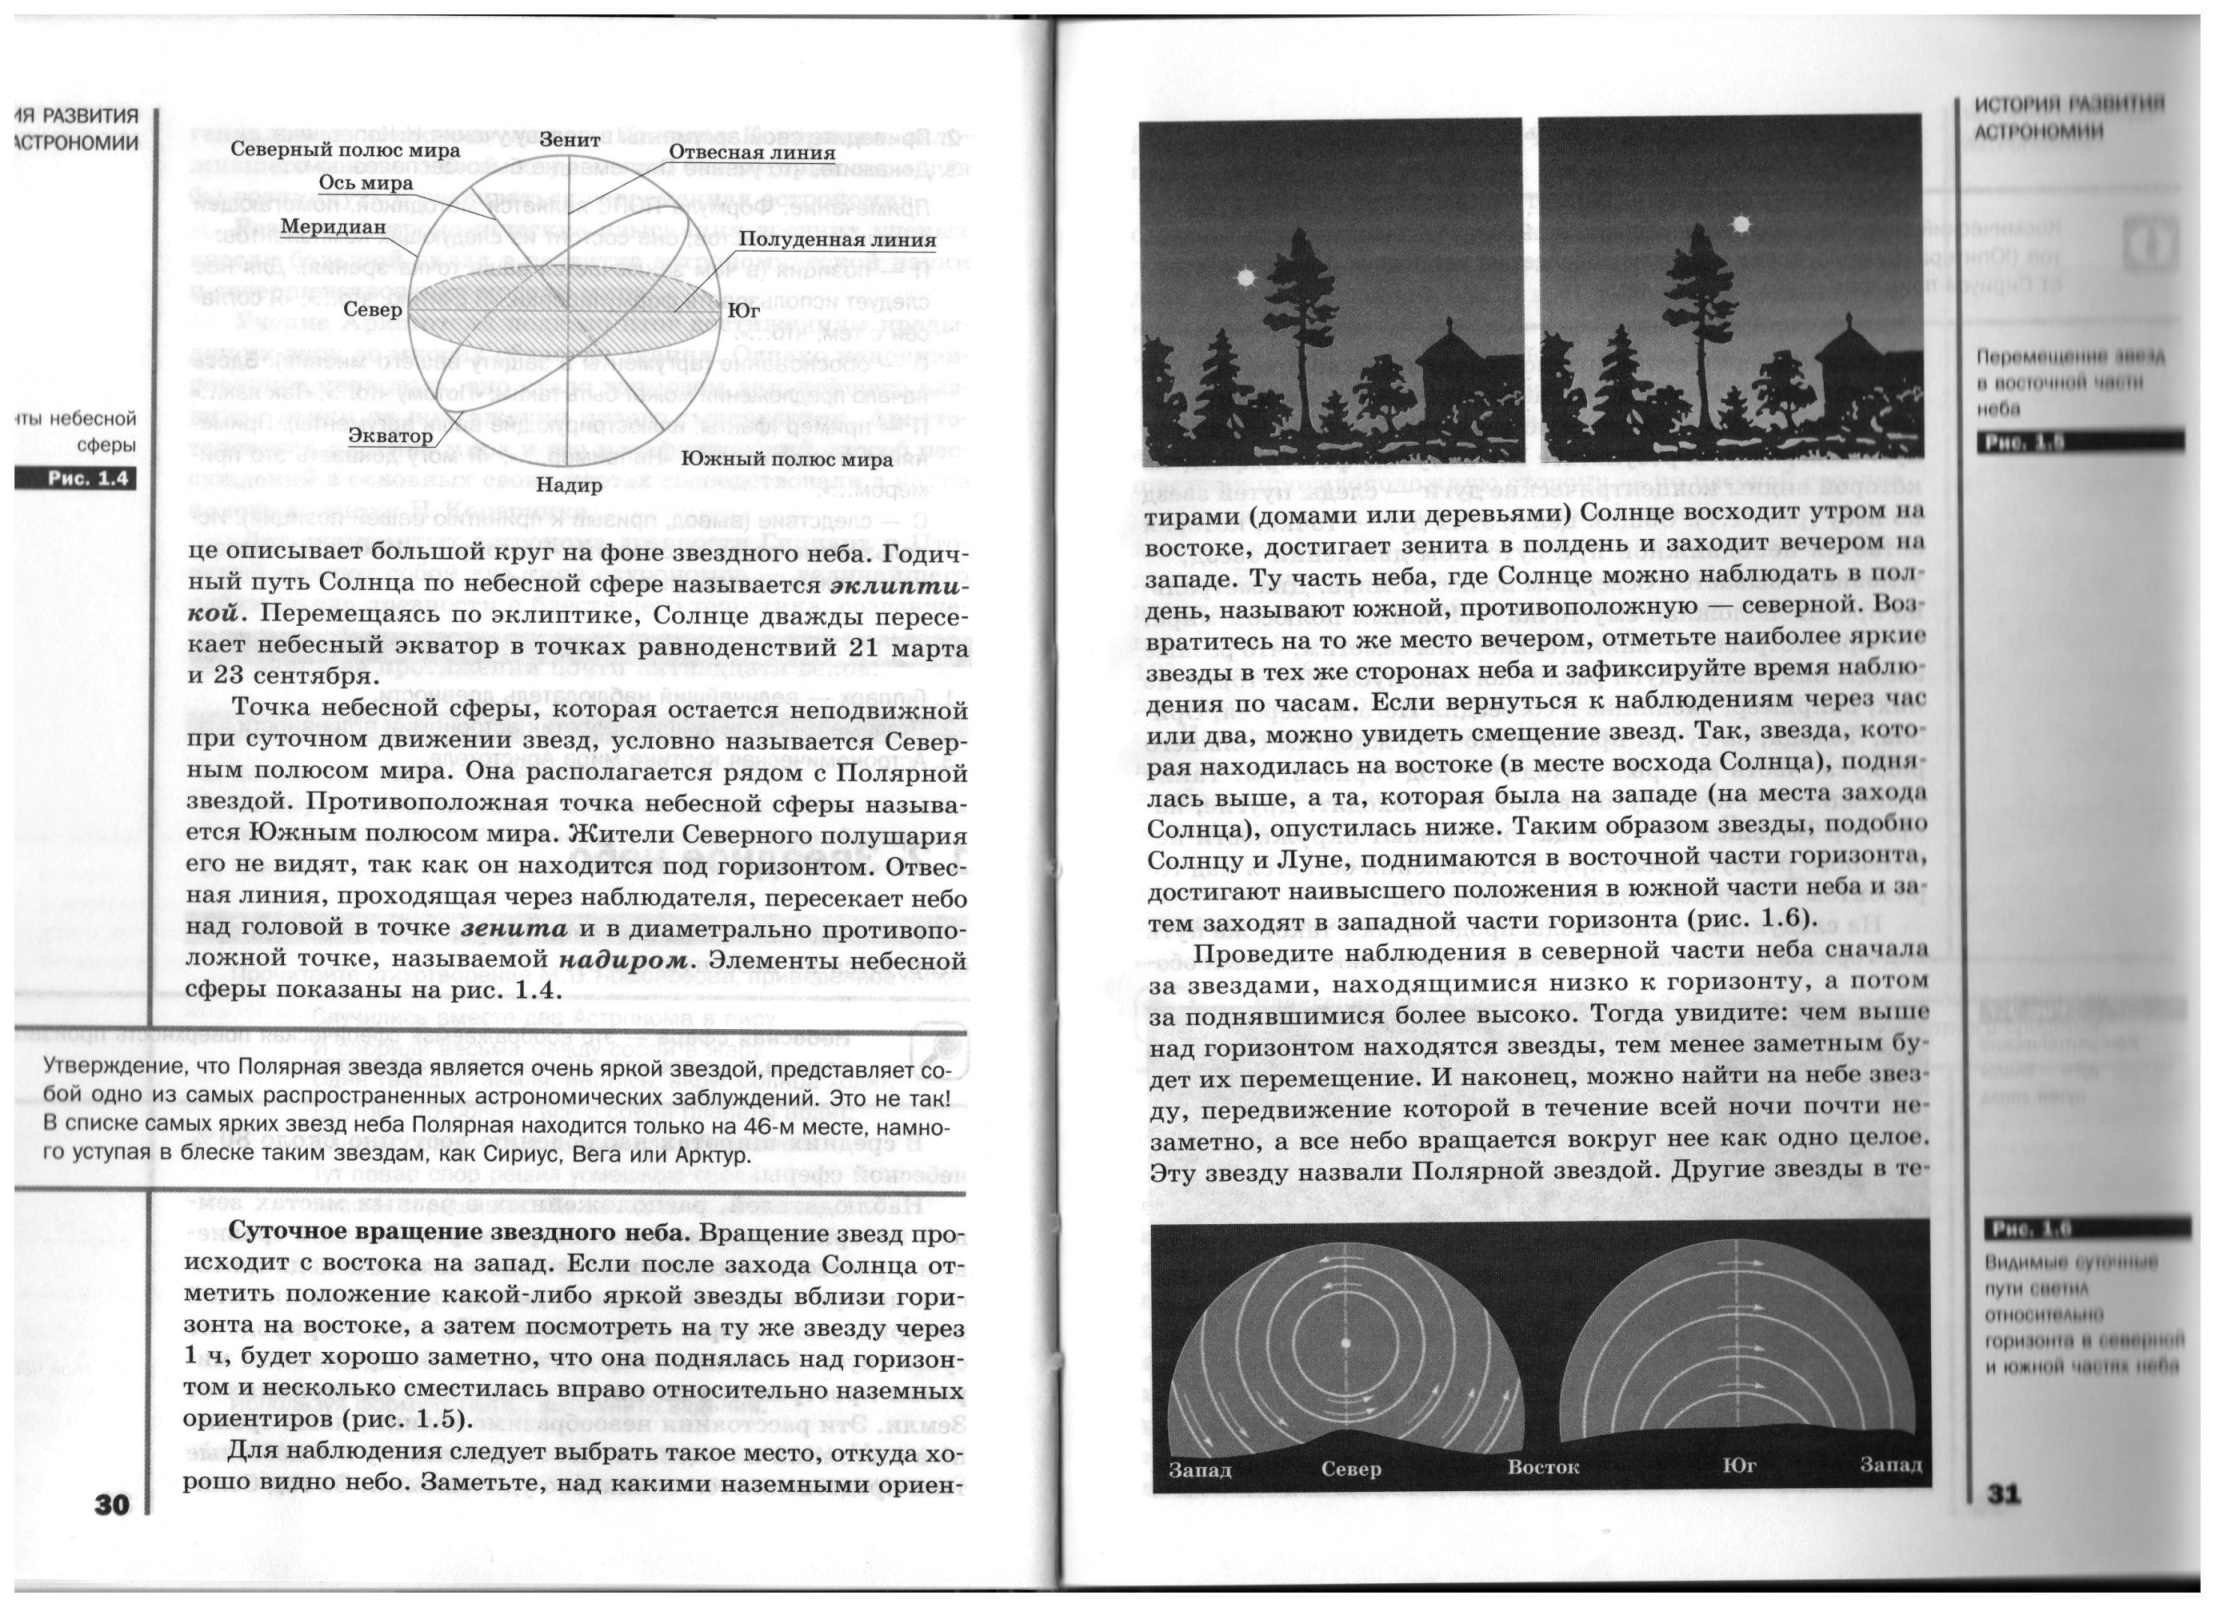 ИЯ РАЗВИТИЯ
АСТРОНОМИИ
Зенит
Северный полюс мира
Отвесная линия
Ось мира
Меридиан
Полуденная линия
Север
Юг
Экватор
Южный полюс мира
Надир
нты небесной
сферы
Рис. 1.4
це описывает большой круг на фоне звездного неба. Годич-
ный путь Солнца по небесной сфере называется эклипти-
кой. Перемещаясь по эклиптике, Солнце дважды пересе-
кает небесный экватор в точках равноденствий 21 марта
и 23 сентября.
Точка небесной сферы, которая остается неподвижной
при суточном движении звезд, условно называется Север-
ным полюсом мира. Она располагается рядом с Полярной
звездой. Противоположная точка небесной сферы называ-
ется Южным полюсом мира. Жители Северного полушария
его не видят, так как он находится под горизонтом. Отвес-
ная линия, проходящая через наблюдателя, пересекает небо
над головой в точке зенита и в диаметрально противопо-
ложной точке, называемой надиром. Элементы небесной
сферы показаны на рис. 1.4.
Утверждение, что Полярная звезда является очень яркой звездой, представляет со-
бой одно из самых распространенных астрономических заблуждений. Это не так!
В списке самых ярких звезд неба Полярная находится только на 46-м месте, намно-
го уступая в блеске таким звездам, как Сириус, Вега или Арктур.
Суточное вращение звездного неба. Вращение звезд про-
исходит с востока на запад. Если после захода Солнца от-
метить положение какой-либо яркой звезды вблизи гори-
зонта на востоке, а затем посмотреть на ту же звезду через
1 ч, будет хорошо заметно, что она поднялась над горизон-
том и несколько сместилась вправо относительно наземных
ориентиров (рис. 1.5).
Для наблюдения следует выбрать такое место, откуда хо-
рошо видно небо. Заметьте, над какими наземными ориен-
30
ИСТОРИЯ РАЗВИТИЯ
АСТРОНОМИИ
Перемещение звезд
в восточной части
неба
Рис. 1.5
тирами (домами или деревьями) Солнце восходит утром на
востоке, достигает зенита в полдень и заходит вечером на
западе. Ту часть неба, где Солнце можно наблюдать в пол-
день, называют южной, противоположную — северной. Воз-
вратитесь на то же место вечером, отметьте наиболее яркие
звезды в тех же сторонах неба и зафиксируйте время наблю-
дения по часам. Если вернуться к наблюдениям через час
или два, можно увидеть смещение звезд. Так, звезда, кото-
рая находилась на востоке (в месте восхода Солнца), подня-
лась выше, а та, которая была на западе (на места захода
Солнца), опустилась ниже. Таким образом звезды, подобно
Солнцу и Луне, поднимаются в восточной части горизонта,
достигают наивысшего положения в южной части неба и за-
тем заходят в западной части горизонта (рис. 1.6).
Проведите наблюдения в северной части неба сначала
за звездами, находящимися низко к горизонту, а потом
за поднявшимися более высоко. Тогда увидите: чем выше
над горизонтом находятся звезды, тем менее заметным бу-
дет их перемещение. И наконец, можно найти на небе звез-
ду, передвижение которой в течение всей ночи почти не-
заметно, а все небо вращается вокруг нее как одно целое.
Эту звезду назвали Полярной звездой. Другие звезды в те-
Рис. 1.6
Видимые суточные
пути светил
относительно
горизонта в северной
и южной частях неба
Запад
Север
Восток
Юг
Запад
31